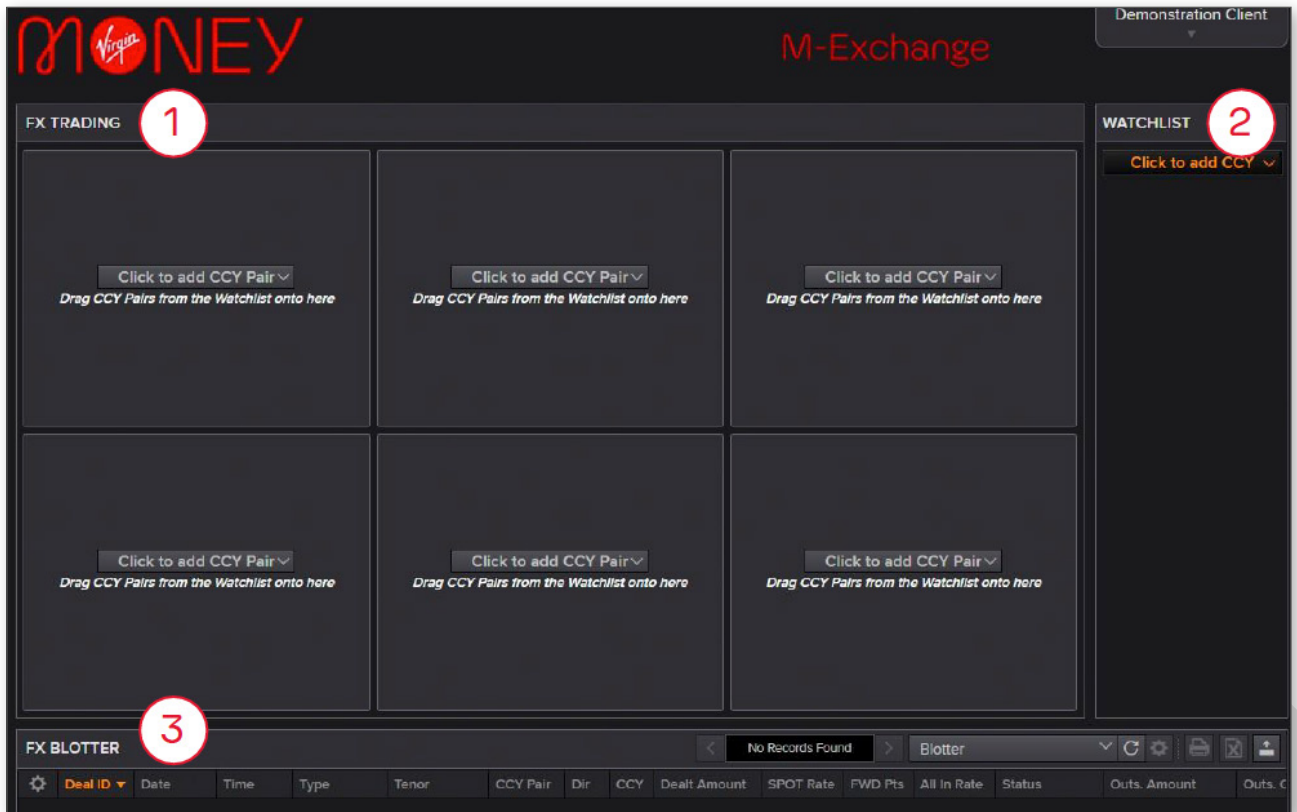 Virgin
MONEY
M-Exchange
Demonstration Client
FX TRADING
1
WATCHLIST
2
Click to add CCY
Click to add CCY Pair
Drag CCY Pairs from the Watchlist onto here
Click to add CCY Pair
Drag CCY Pairs from the Watchlist onto here
Click to add CCY Pair
Drag CCY Pairs from the Watchlist onto here
Click to add CCY Pair
Drag CCY Pairs from the Watchlist onto here
Click to add CCY Pair
Drag CCY Pairs from the Watchlist onto here
Click to add CCY Pair
Drag CCY Pairs from the Watchlist onto here
3
FX BLOTTER
No Records Found
Blotter
Deal ID Date Time Type Tenor CCY Pair Dir CCY Dealt Amount SPOT Rate FWD Pts All In Rate Status Outs. Amount Outs. C